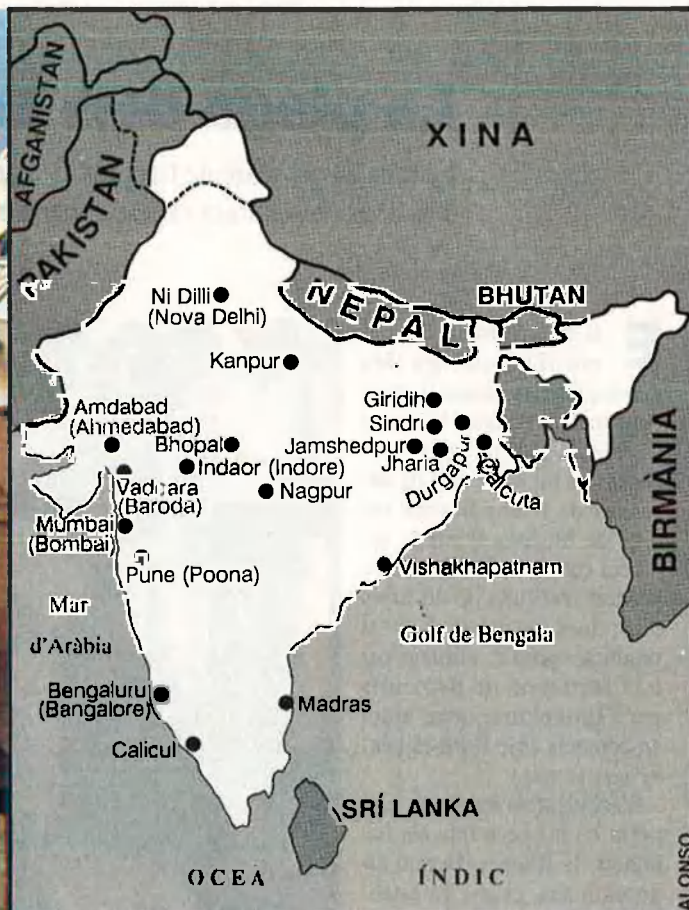 AFGANISTAN
PAKISTAN
XINA
Ni Dilli
(Nova Delhi)
NEPAL
BHUTAN
Kanpur
Giridih
Amdabad
(Ahmedabad)
Sindri
Bhopal
Jamshedpur
Indaor (Indore)
Jharia
Durgapur
Calcuta
Nagpur
(Baroda)
Mumbai
(Bombai)
BIRMÀNIA
Pune (Poona)
Vishakhapatnam
Mar
d'Aràbia
Golf de Bengala
Bengaluru
(Bangalore)
Madras
Calicul
SRÍ LANKA
OCEA ÍNDIC
ALONSO